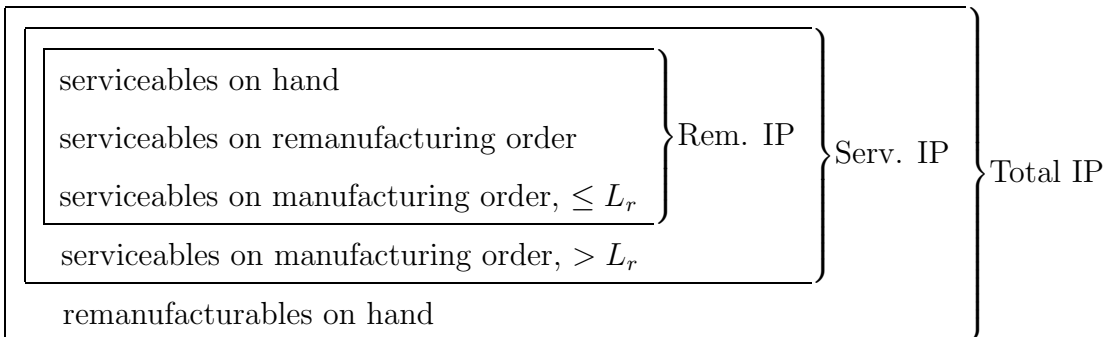 serviceables on hand
serviceables on remanufacturing order
Rem. IP
Serv. IP
Total IP
serviceables on manufacturing order, ≤ L_r
serviceables on manufacturing order, > L_r
remanufacturables on hand